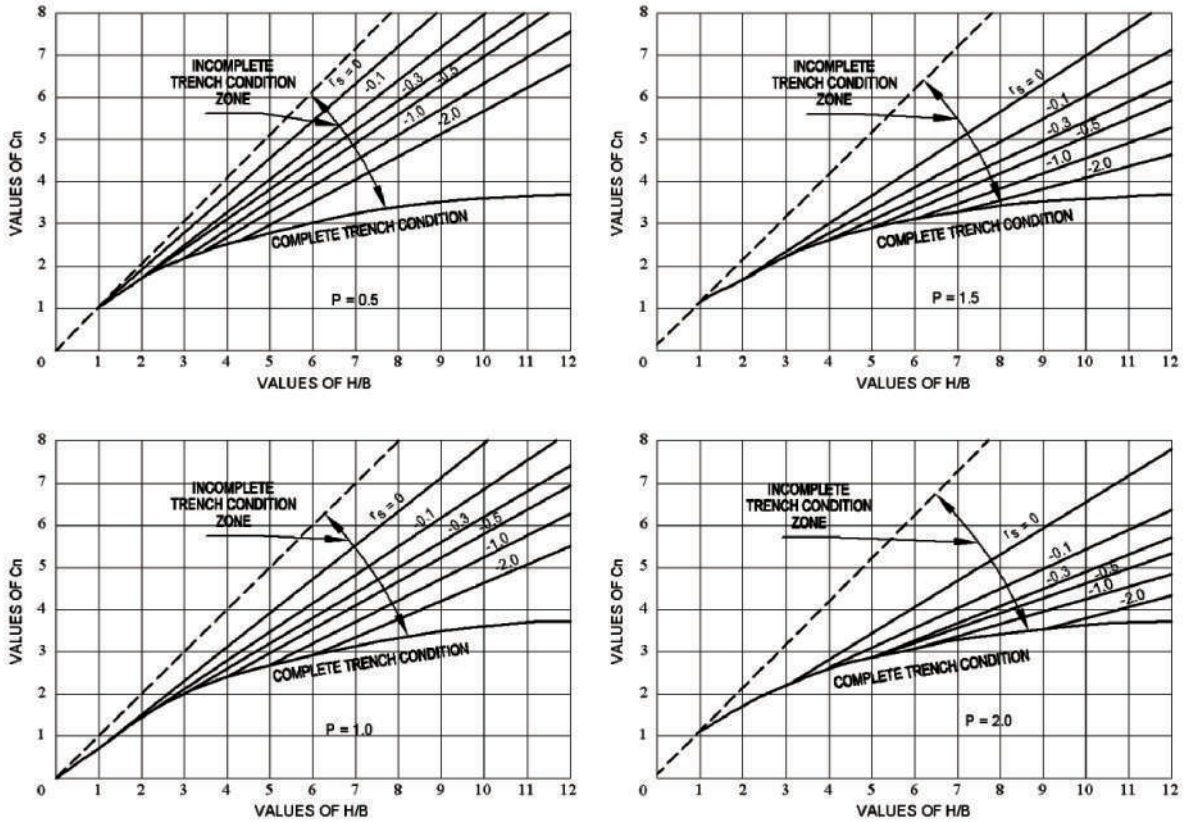 VALUES OF Cn
8
7
6
5
4
3
2
1
0
INCOMPLETE
TRENCH CONDITION
ZONE
rs = 0
-0.1
-0.3
-0.5
-1.0
-2.0
COMPLETE TRENCH CONDITION
P = 0.5
1 2 3 4 5 6 7 8 9 10 11 12
VALUES OF H/B
VALUES OF Cn
8
7
6
5
4
3
2
1
0
INCOMPLETE
TRENCH CONDITION
ZONE
rs = 0
-0.1
-0.3
-0.5
-1.0
-2.0
COMPLETE TRENCH CONDITION
P = 1.5
1 2 3 4 5 6 7 8 9 10 11 12
VALUES OF H/B
VALUES OF Cn
8
7
6
5
4
3
2
1
0
INCOMPLETE
TRENCH CONDITION
ZONE
rs = 0
-0.1
-0.3
-0.5
-1.0
-2.0
COMPLETE TRENCH CONDITION
P = 1.0
1 2 3 4 5 6 7 8 9 10 11 12
VALUES OF H/B
VALUES OF Cn
8
7
6
5
4
3
2
1
0
INCOMPLETE
TRENCH CONDITION
ZONE
rs = 0
-0.1
-0.3
-0.5
-1.0
-2.0
COMPLETE TRENCH CONDITION
P = 2.0
1 2 3 4 5 6 7 8 9 10 11 12
VALUES OF H/B